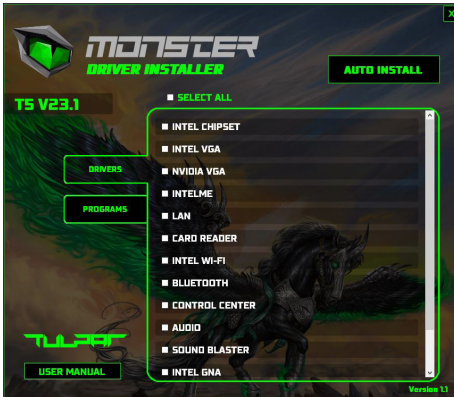 X
MONSTER
DRIVER INSTALLER
AUTO INSTALL
T5 V23.1
SELECT ALL
DRIVERS
PROGRAMS
INTEL CHIPSET
INTEL VGA
NVIDIA VGA
INTELME
LAN
CARD READER
INTEL WI-FI
BLUETOOTH
CONTROL CENTER
AUDIO
SOUND BLASTER
INTEL GNA
TULPAR
USER MANUAL
Version 1.1